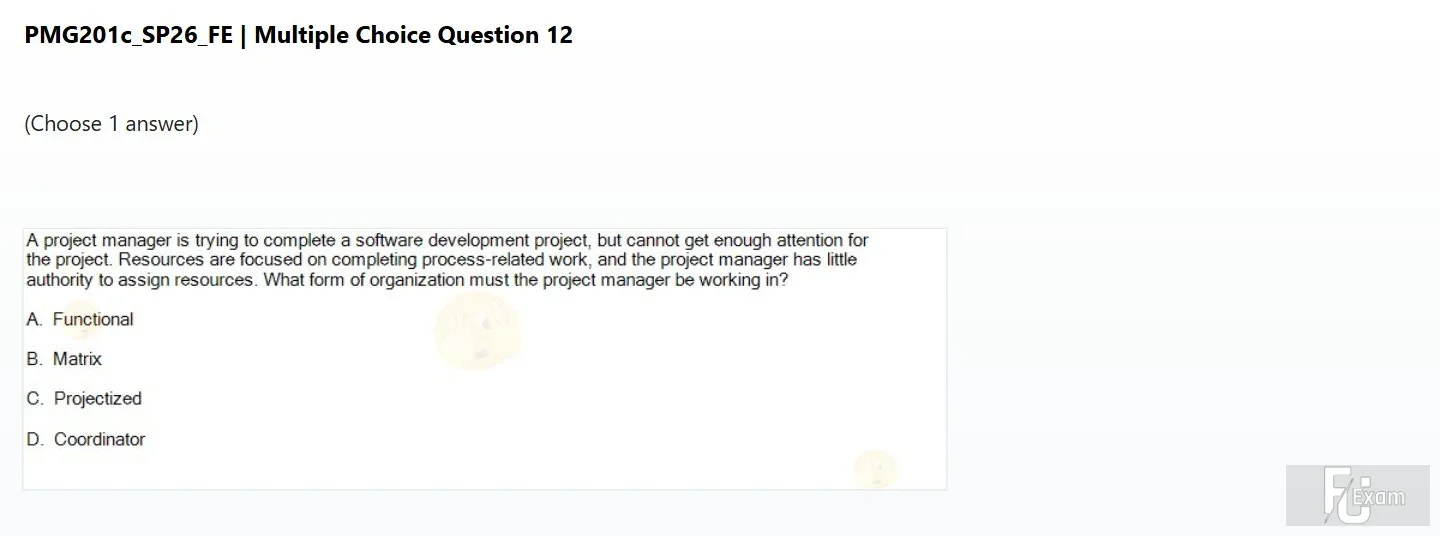 PMG201c_SP26_FE | Multiple Choice Question 12
(Choose 1 answer)
A project manager is trying to complete a software development project, but cannot get enough attention for
the project. Resources are focused on completing process-related work, and the project manager has little
authority to assign resources. What form of organization must the project manager be working in?
A. Functional
B. Matrix
C. Projectized
D. Coordinator
FU Exam